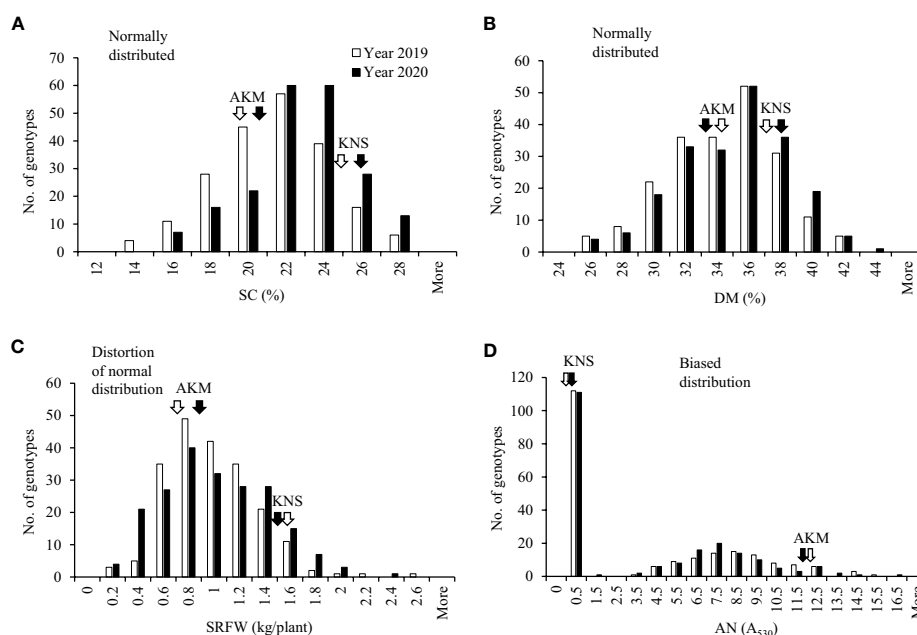 A
Normally
distributed
Year 2019
Year 2020
No. of genotypes
70
60
50
40
30
20
10
0
AKM
KNS
12 14 16 18 20 22 24 26 28 More
SC (%)
B
Normally
distributed
No. of genotypes
60
50
40
30
20
10
0
AKM
KNS
24 26 28 30 32 34 36 38 40 42 44 More
DM (%)
C
Distortion
of normal
distribution
No. of genotypes
60
50
40
30
20
10
0
AKM
KNS
0 0.2 0.4 0.6 0.8 1 1.2 1.4 1.6 1.8 2 2.2 2.4 2.6 More
SRFW (kg/plant)
D
Biased
distribution
No. of genotypes
120
100
80
60
40
20
0
KNS
AKM
0 0.5 1.5 2.5 3.5 4.5 5.5 6.5 7.5 8.5 9.5 10.5 11.5 12.5 13.5 14.5 15.5 16.5 More
AN (A₅₃₀)